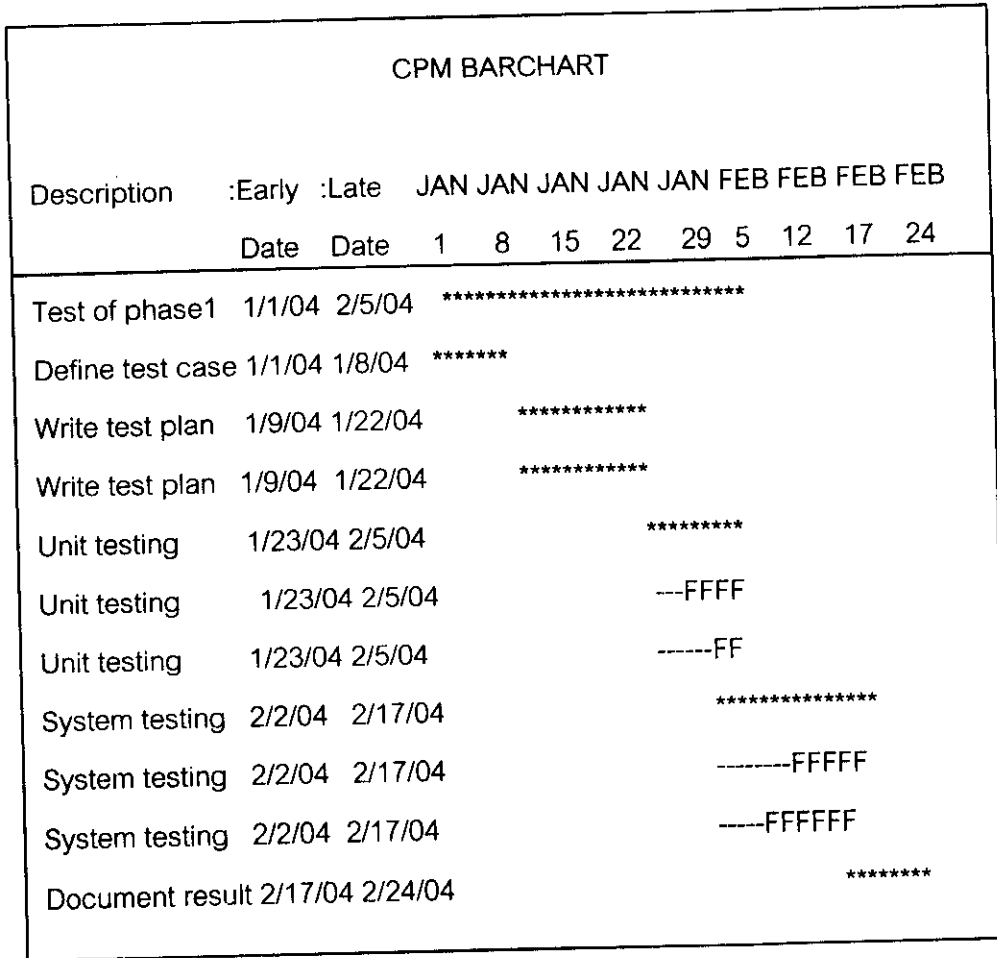 CPM BARCHART
Description :Early :Late JAN JAN JAN JAN JAN FEB FEB FEB FEB
Date Date 1 8 15 22 29 5 12 17 24
Test of phase1 1/1/04 2/5/04 ****************************
Define test case 1/1/04 1/8/04 *******
Write test plan 1/9/04 1/22/04 ************
Write test plan 1/9/04 1/22/04 ************
Unit testing 1/23/04 2/5/04 *********
Unit testing 1/23/04 2/5/04 ---FFFF
Unit testing 1/23/04 2/5/04 ------FF
System testing 2/2/04 2/17/04 ***************
System testing 2/2/04 2/17/04 --------FFFFF
System testing 2/2/04 2/17/04 -----FFFFFF
Document result 2/17/04 2/24/04 ********